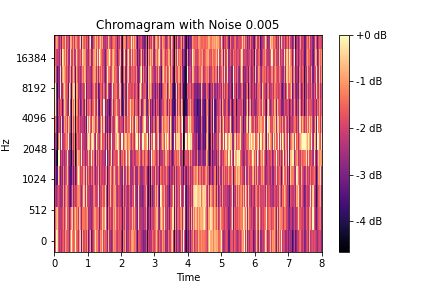 Chromagram with Noise 0.005
16384
8192
4096
2048
1024
512
0
Hz
0 1 2 3 4 5 6 7 8
Time
+0 dB
-1 dB
-2 dB
-3 dB
-4 dB